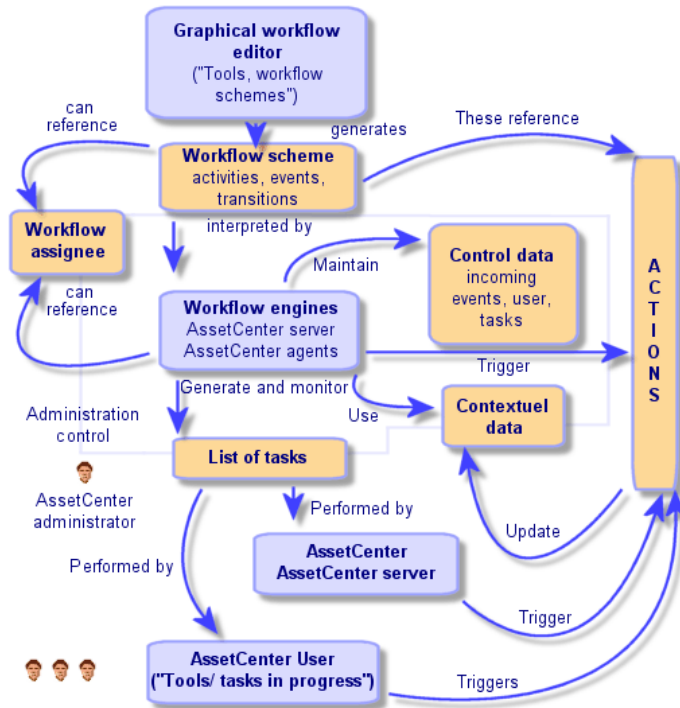 Graphical workflow
editor
("Tools, workflow
schemes")
can
reference
generates
These reference
Workflow scheme
activities, events,
transitions
Workflow
assignee
interpreted by
Maintain
Control data
incoming
events, user,
tasks
ACTIONS
can
reference
Workflow engines
AssetCenter server
AssetCenter agents
Trigger
Generate and monitor
Use
Contextuel
data
Administration
control
List of tasks
AssetCenter
administrator
Performed by
Update
AssetCenter
AssetCenter server
Performed by
Trigger
AssetCenter User
("Tools/ tasks in progress")
Triggers